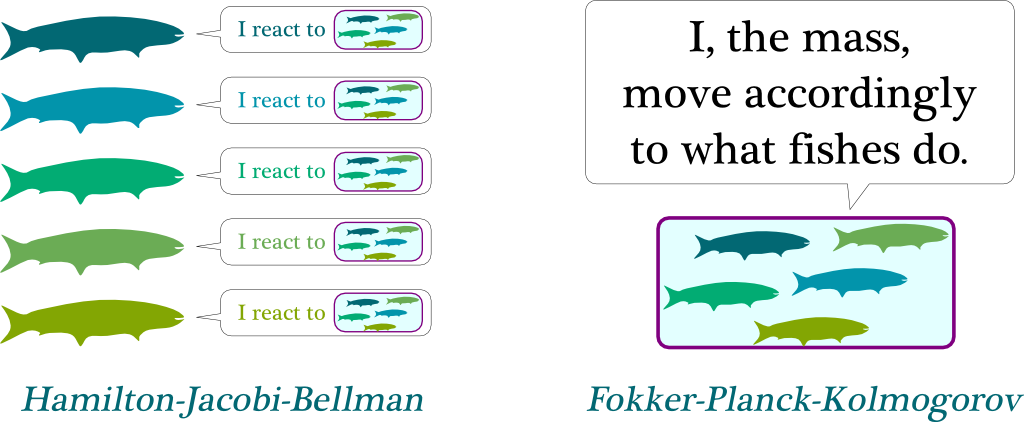 I react to
I react to
I react to
I react to
I react to
Hamilton-Jacobi-Bellman
I, the mass,
move accordingly
to what fishes do.
Fokker-Planck-Kolmogorov